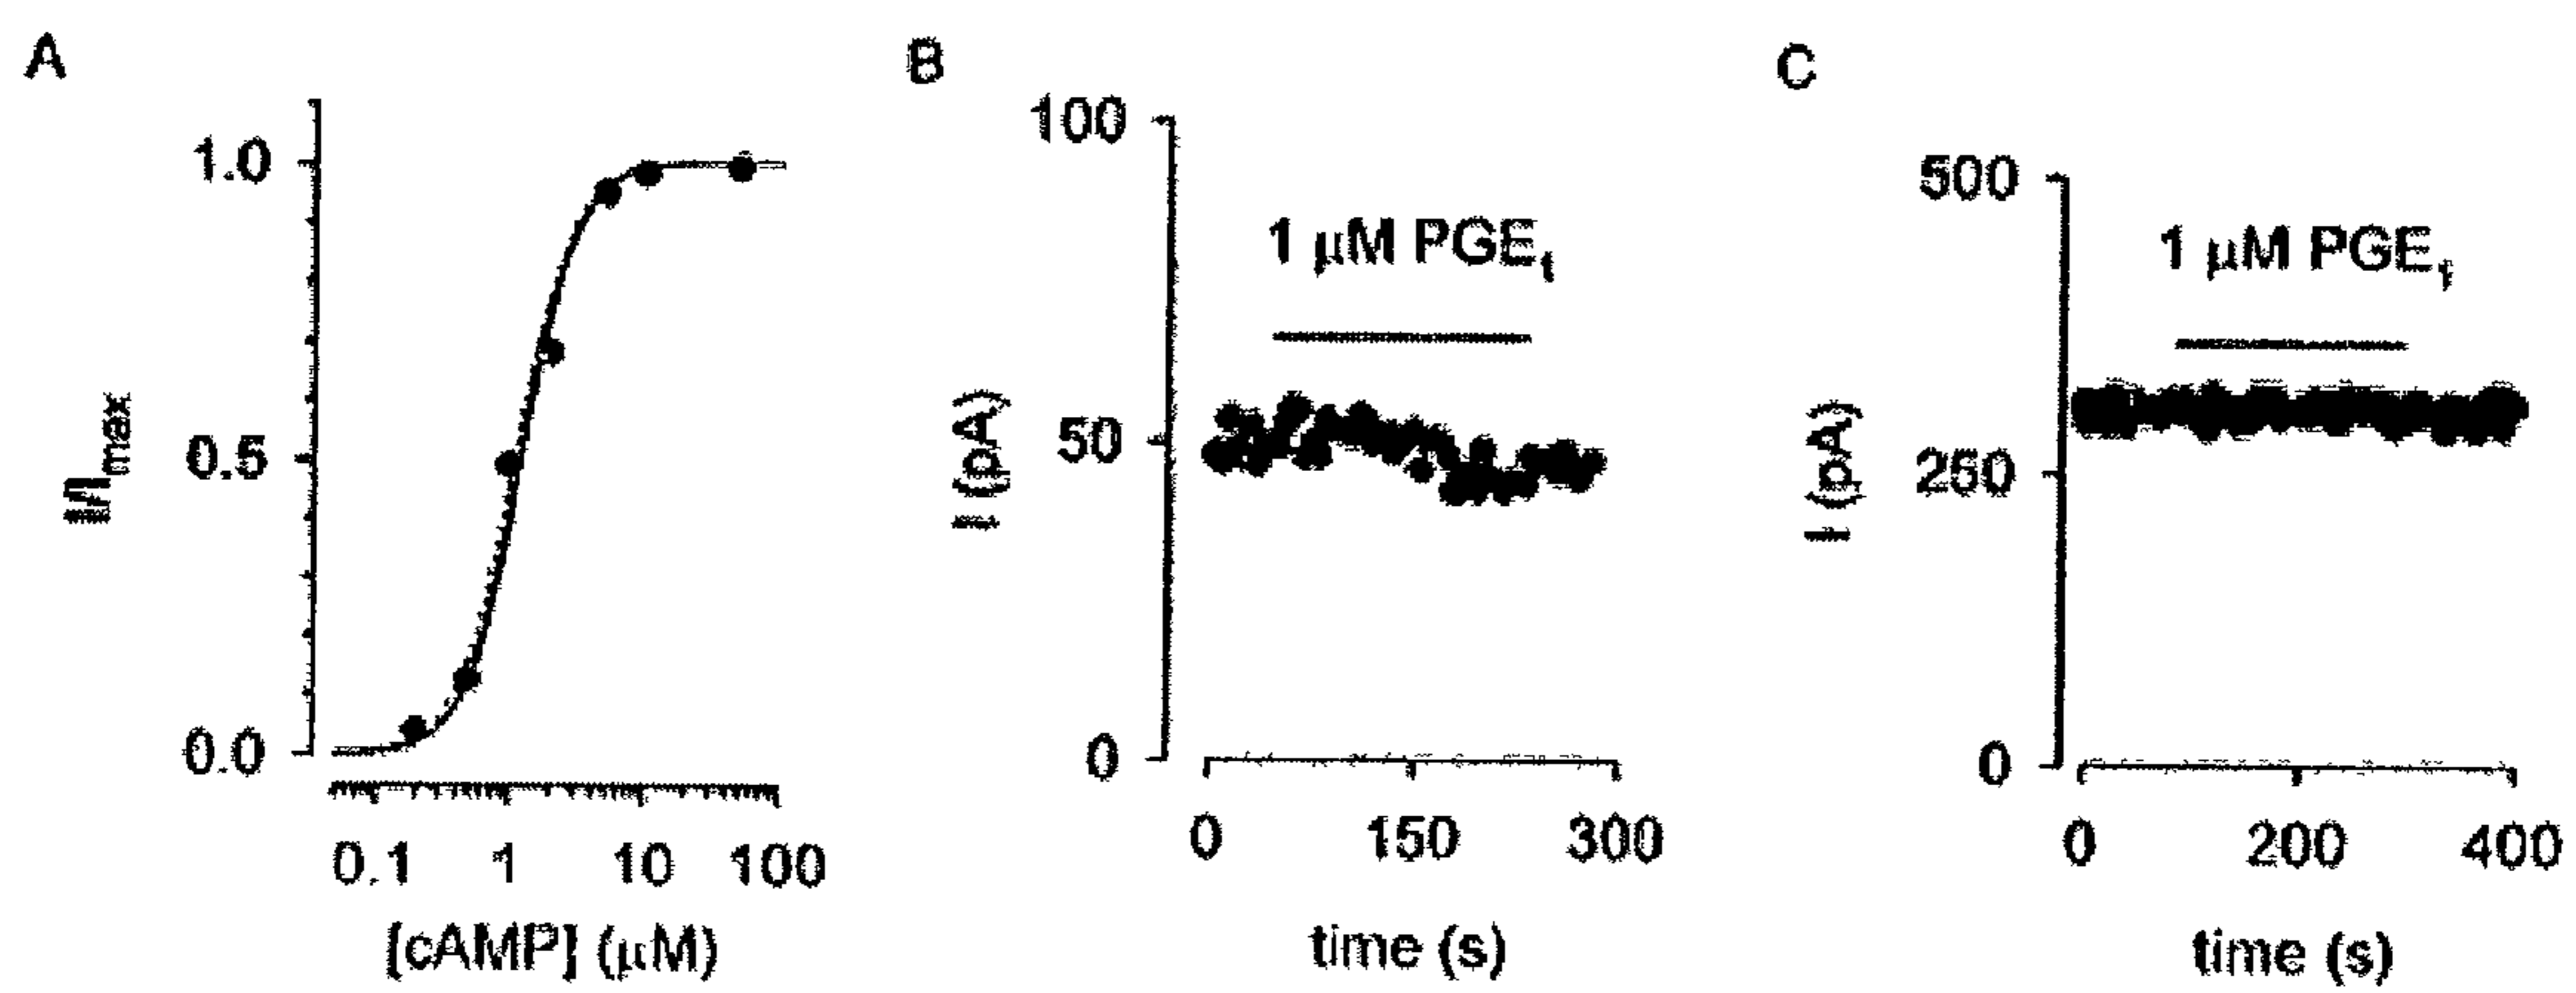 A
1.0
0.5
0.0
I/Imax
0.1 1 10 100
[cAMP] (μM)
B
100
50
0
I (pA)
1 μM PGE1
0 150 300
time (s)
C
500
250
0
I (pA)
1 μM PGE1
0 200 400
time (s)